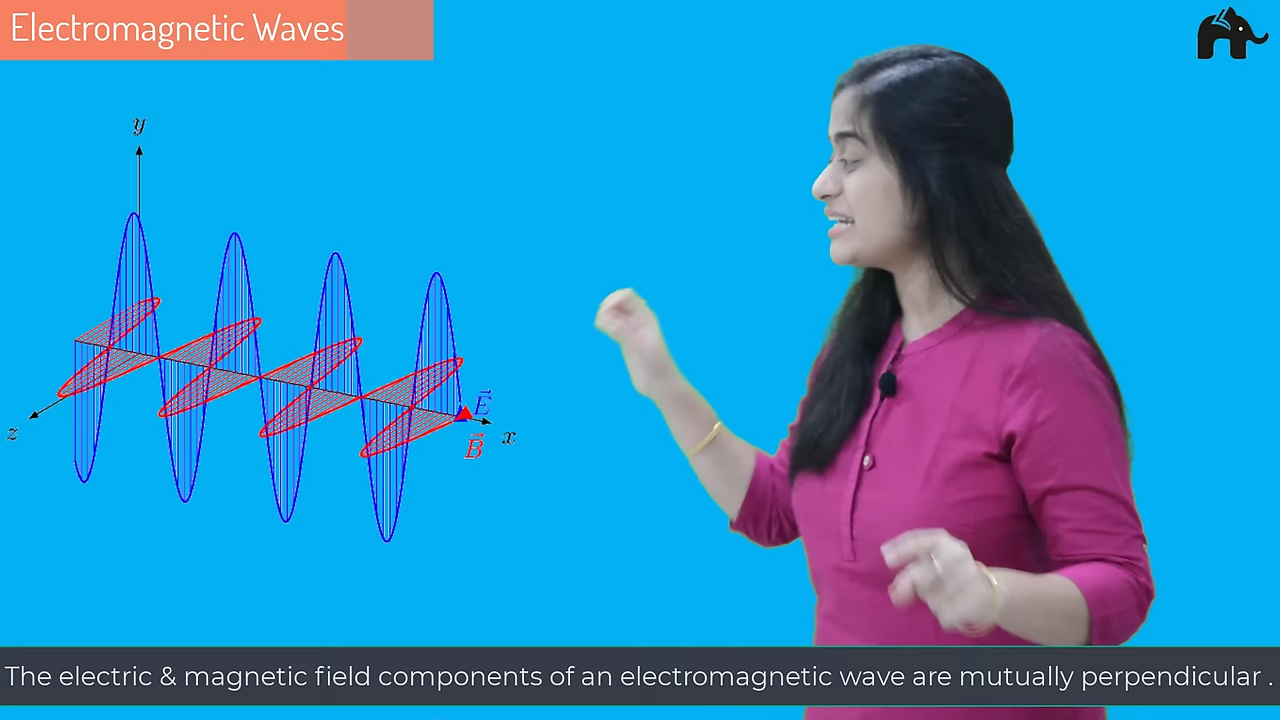 Electromagnetic Waves
y
E
z
x
B
The electric & magnetic field components of an electromagnetic wave are mutually perpendicular .